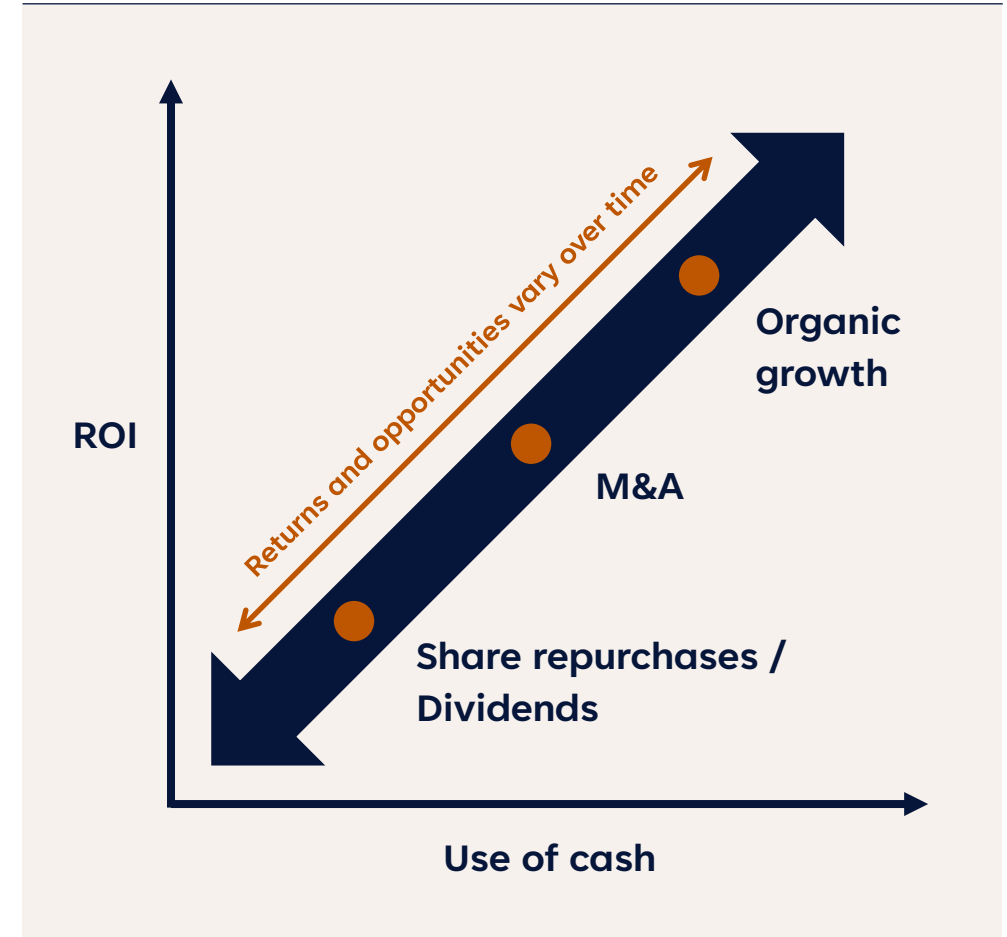 Returns and opportunities vary over time
Organic
growth
ROI
M&A
Share repurchases /
Dividends
Use of cash